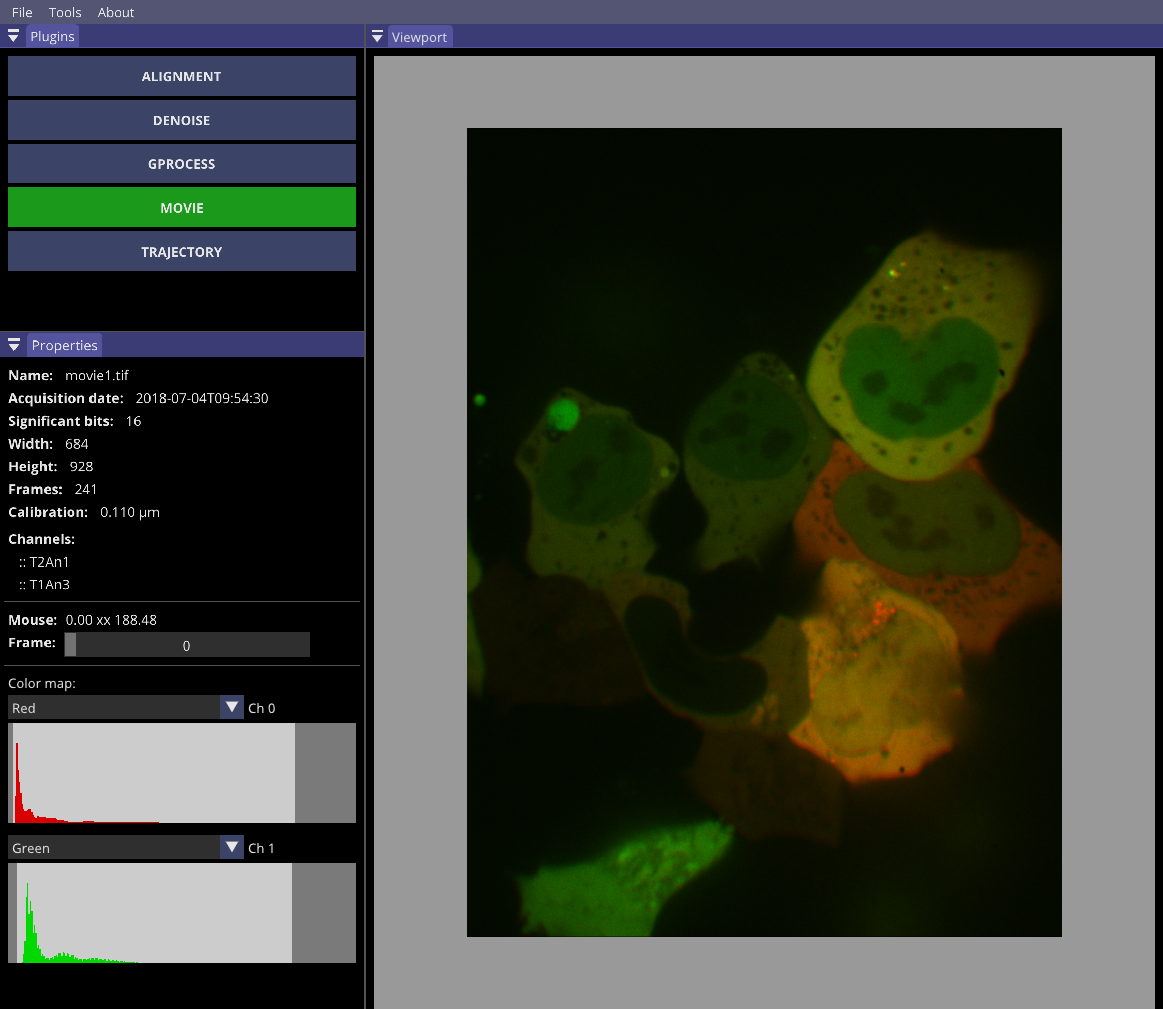 File Tools About
Plugins
Viewport
ALIGNMENT
DENOISE
GPROCESS
MOVIE
TRAJECTORY
Properties
Name: movie1.tif
Acquisition date: 2018-07-04T09:54:30
Significant bits: 16
Width: 684
Height: 928
Frames: 241
Calibration: 0.110 μm
Channels:
:: T2An1
:: T1An3
Mouse: 0.00 xx 188.48
Frame: 0
Color map:
Red Ch 0
Green Ch 1